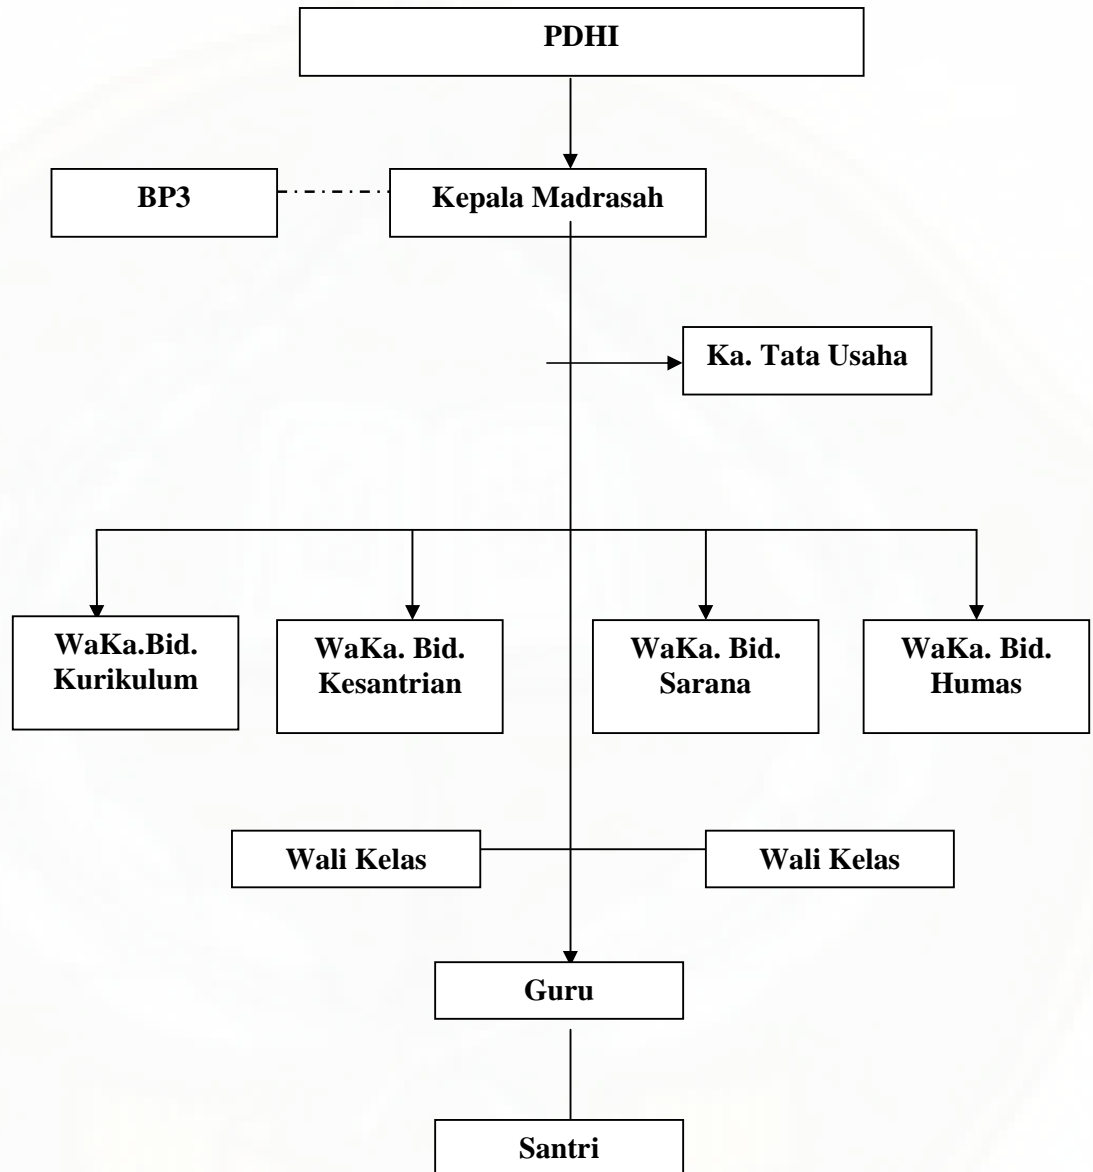 PDHI
BP3
Kepala Madrasah
Ka. Tata Usaha
WaKa.Bid.
Kurikulum
WaKa. Bid.
Kesantrian
WaKa. Bid.
Sarana
WaKa. Bid.
Humas
Wali Kelas
Wali Kelas
Guru
Santri